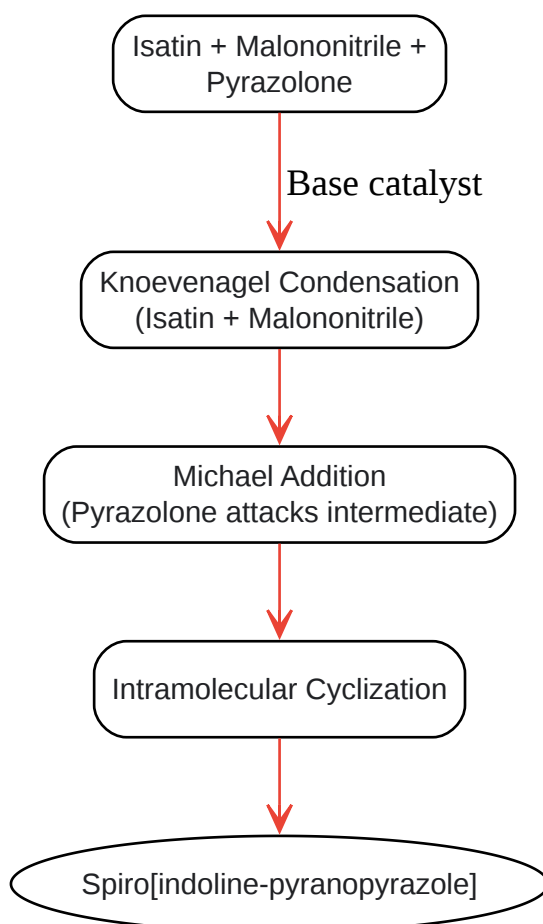 Isatin + Malononitrile +
Pyrazolone
Base catalyst
Knoevenagel Condensation
(Isatin + Malononitrile)
Michael Addition
(Pyrazolone attacks intermediate)
Intramolecular Cyclization
Spiro[indoline-pyranopyrazole]